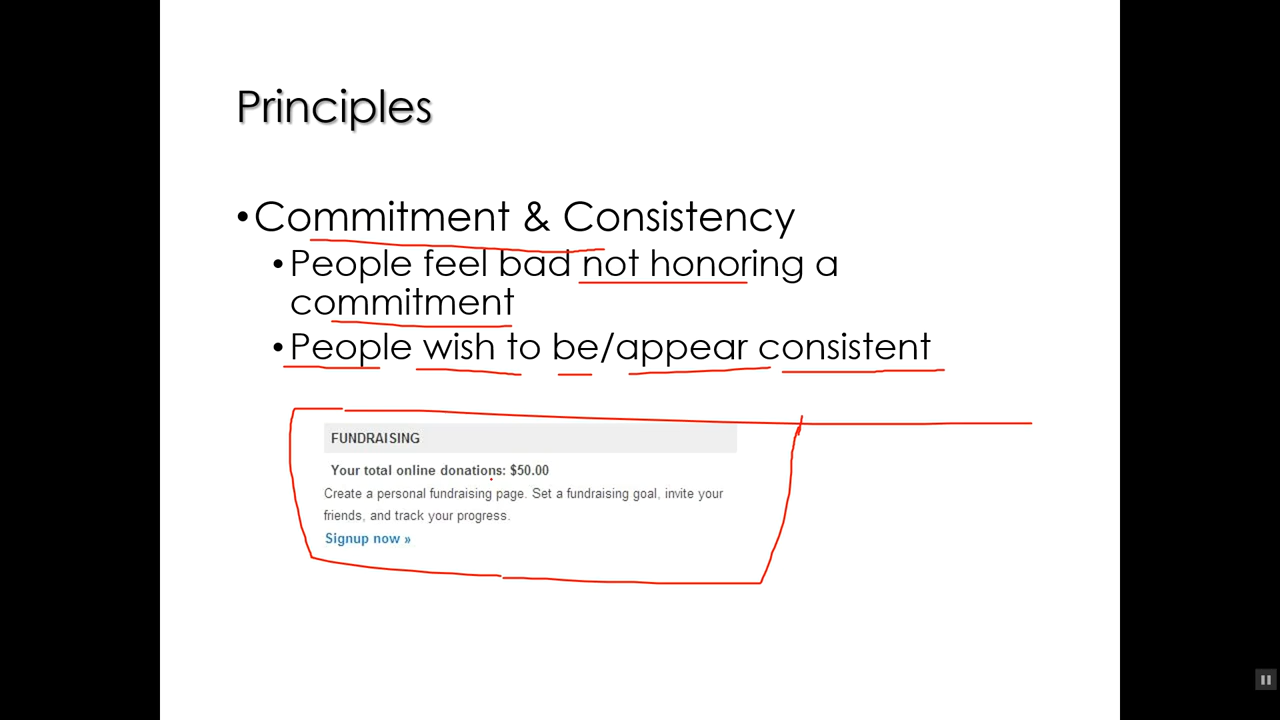 Principles
•Commitment & Consistency
•People feel bad not honoring a
commitment
•People wish to be/appear consistent
FUNDRAISING
Your total online donations: $50.00
Create a personal fundraising page. Set a fundraising goal, invite your
friends, and track your progress.
Signup now »